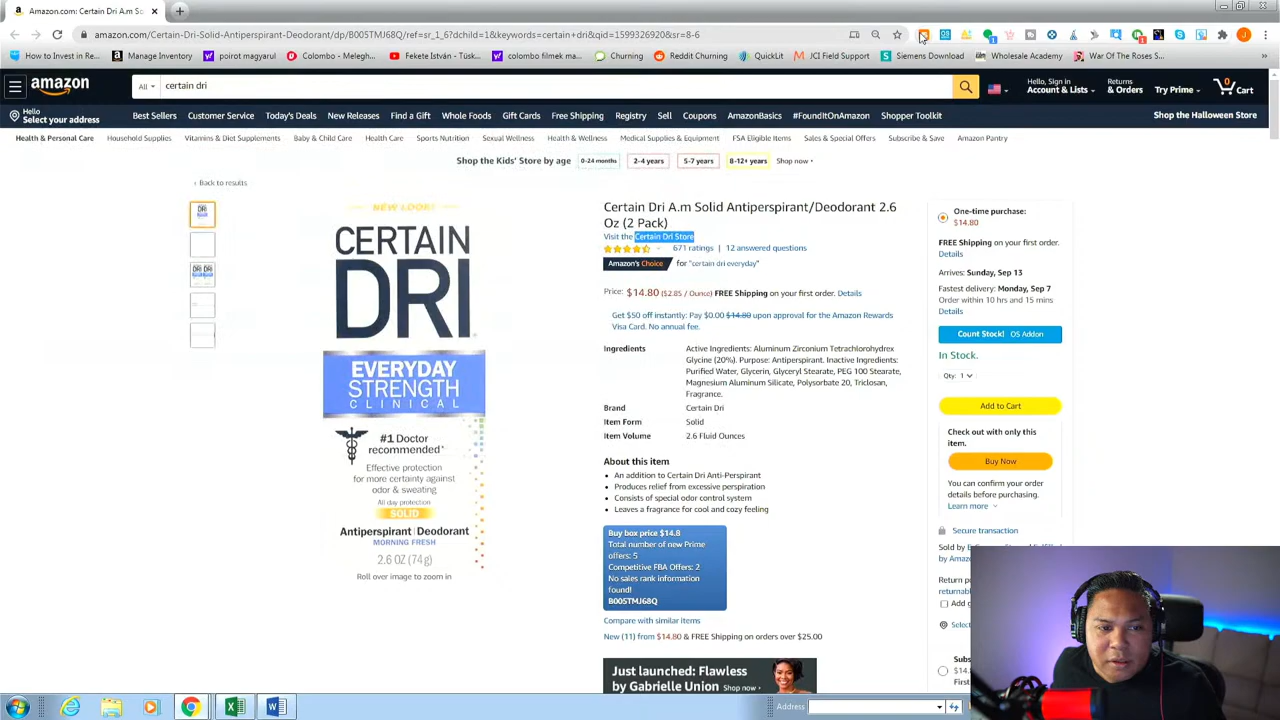 Amazon.com: Certain Dri A.m So
amazon.com/Certain-Dri-Solid-Antiperspirant-Deodorant/dp/B005TMJ68Q/ref=sr_1_6?dchild=1&keywords=certain+dri&qid=1599326920&sr=8-6
How to Invest in Re...
Manage Inventory
poirot magyarul
Colombo - Melegh...
Fekete István -...
colombo filmek ma...
Churning
Reddit Churning
QuickLit
JCI Field Support
Siemens Download
Wholesale Academy
War Of The Roses S...
amazon
All
certain dri
Hello, Sign in
Account & Lists
Returns
& Orders
Try Prime
0
Cart
Hello
Select your address
Best Sellers
Customer Service
Today's Deals
New Releases
Find a Gift
Whole Foods
Gift Cards
Free Shipping
Registry
Sell
Coupons
AmazonBasics
#FoundItOnAmazon
Shopper Toolkit
Shop the Halloween Store
Health & Personal Care
Household Supplies
Vitamins & Diet Supplements
Baby & Child Care
Health Care
Sports Nutrition
Sexual Wellness
Health & Wellness
Medical Supplies & Equipment
FSA Eligible Items
Sales & Special Offers
Subscribe & Save
Amazon Pantry
Shop the Kids' Store by age
0-24 months
2-4 years
5-7 years
8-12+ years
Shop now ›
‹ Back to results
NEW LOOK!
CERTAIN
DRI
EVERYDAY
STRENGTH
CLINICAL
#1 Doctor
recommended*
Effective protection
for more certainty against
odor & sweating
All day protection
SOLID
Antiperspirant | Deodorant
MORNING FRESH
2.6 OZ (74 g)
Roll over image to zoom in
Certain Dri A.m Solid Antiperspirant/Deodorant 2.6
Oz (2 Pack)
Visit the Certain Dri Store
671 ratings | 12 answered questions
Amazon's Choice for "certain dri everyday"
Price: $14.80 ($2.85 / Ounce) FREE Shipping on your first order. Details
Get $50 off instantly: Pay $0.00 $14.80 upon approval for the Amazon Rewards
Visa Card. No annual fee.
Ingredients
Active Ingredients: Aluminum Zirconium Tetrachlorohydrex
Glycine (20%). Purpose: Antiperspirant. Inactive Ingredients:
Purified Water, Glycerin, Glyceryl Stearate, PEG 100 Stearate,
Magnesium Aluminum Silicate, Polysorbate 20, Triclosan,
Fragrance.
Brand Certain Dri
Item Form Solid
Item Volume 2.6 Fluid Ounces
About this item
• An addition to Certain Dri Anti-Perspirant
• Produces relief from excessive perspiration
• Consists of special odor control system
• Leaves a fragrance for cool and cozy feeling
Buy box price $14.8
Total number of new Prime
offers: 5
Competitive FBA Offers: 2
No sales rank information
found!
B005TMJ68Q
Compare with similar items
New (11) from $14.80 & FREE Shipping on orders over $25.00
Just launched: Flawless
by Gabrielle Union Shop now ›
One-time purchase:
$14.80
FREE Shipping on your first order.
Details
Arrives: Sunday, Sep 13
Fastest delivery: Monday, Sep 7
Order within 10 hrs and 15 mins
Details
Count Stock! OS Addon
In Stock.
Qty: 1
Add to Cart
Check out with only this
item.
Buy Now
You can confirm your order
details before purchasing.
Learn more
Secure transaction
Sold by
by Amaz
Return p
returnab
Add g
Select
Subs
$14.
First
Address